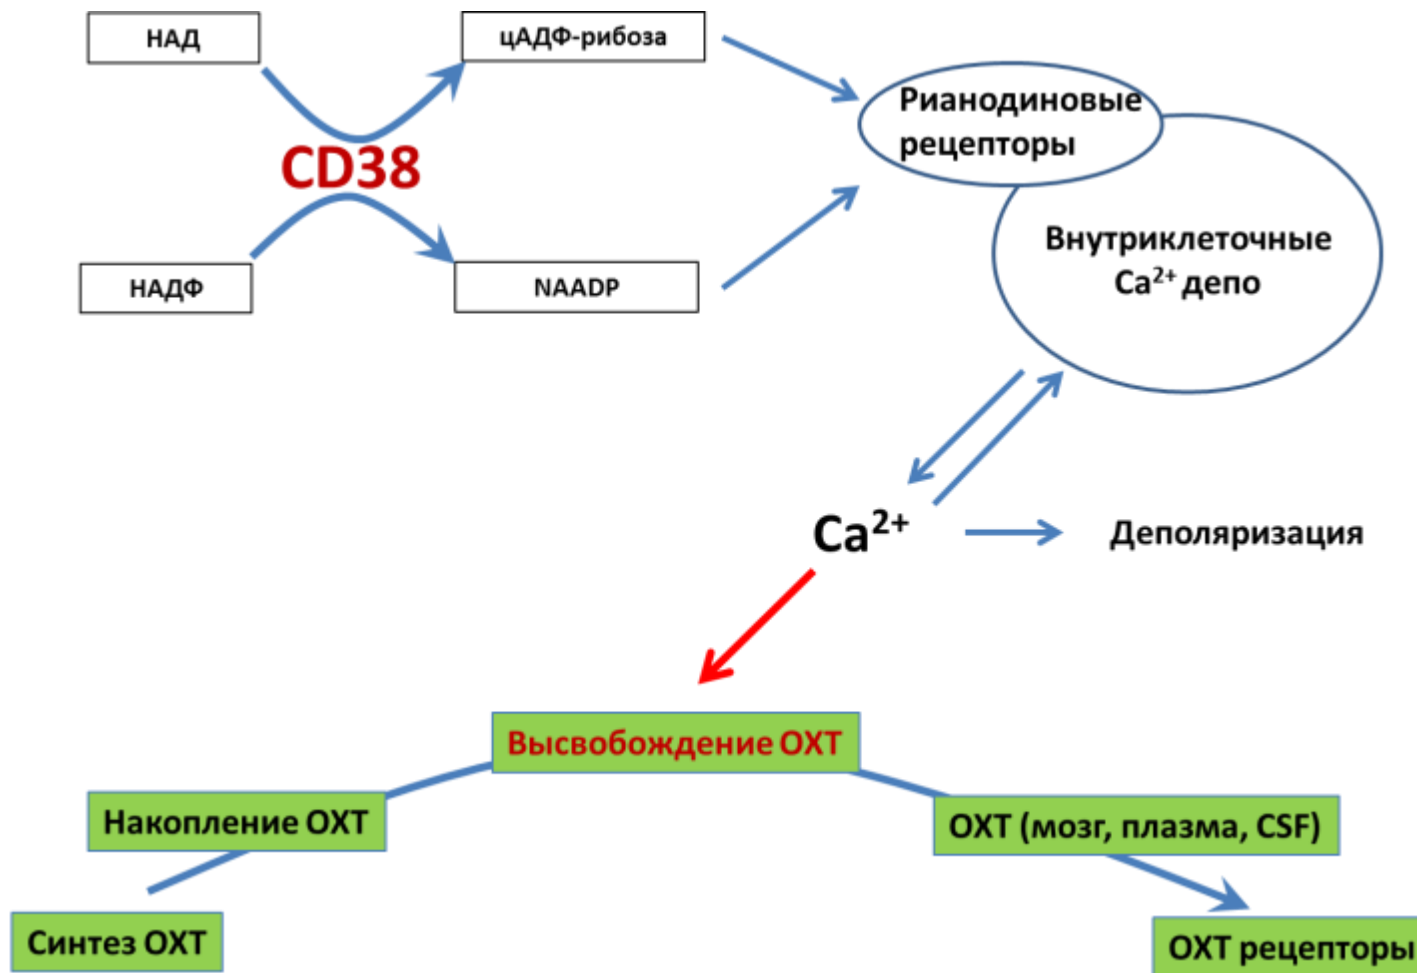 НАД
цАДФ-рибоза
Рианодиновые
рецепторы
CD38
Внутриклеточные
Ca²⁺ депо
НАДФ
NAADP
Ca²⁺
Деполяризация
Высвобождение ОХТ
Накопление ОХТ
ОХТ (мозг, плазма, CSF)
Синтез ОХТ
ОХТ рецепторы